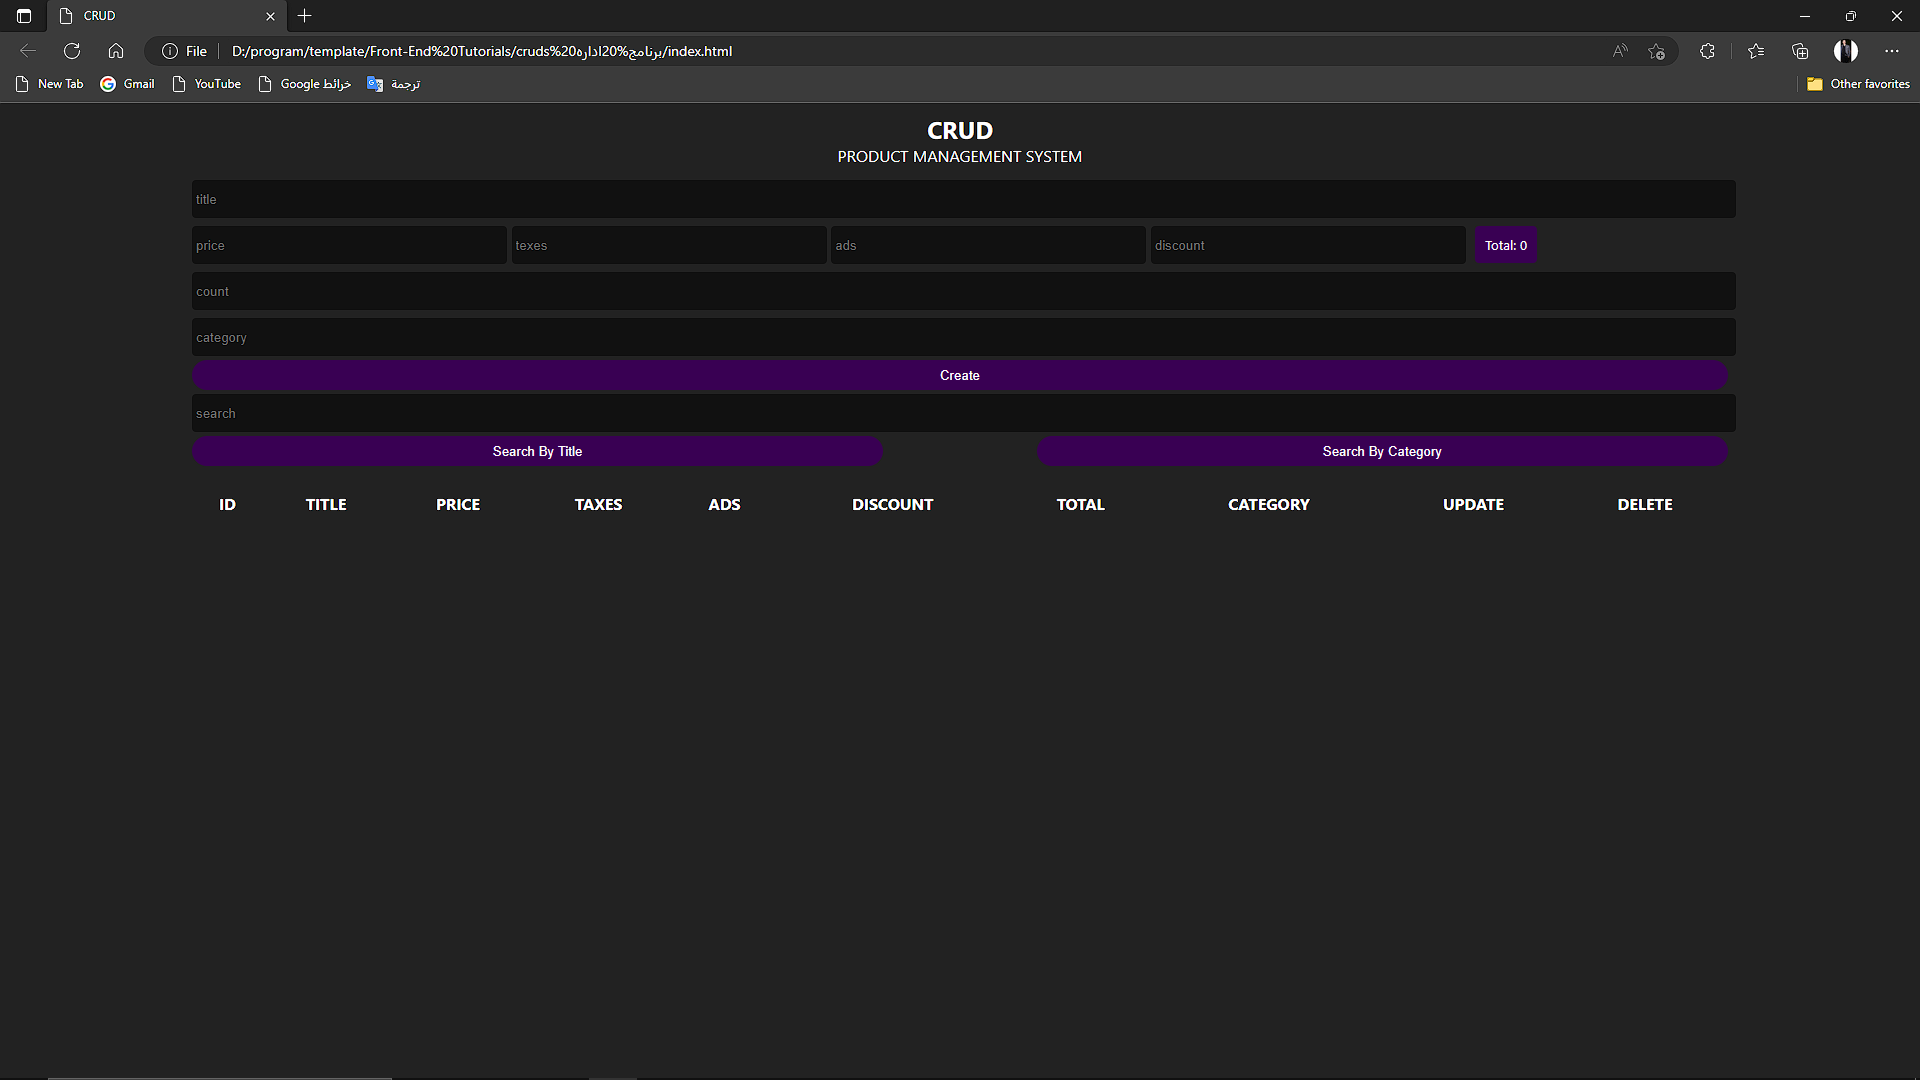 CRUD
File D:/program/template/Front-End%20Tutorials/cruds%20برنامج%20اداره/index.html
New Tab Gmail YouTube خرائط Google ترجمة Other favorites
CRUD
PRODUCT MANAGEMENT SYSTEM
title
price texes ads discount Total: 0
count
category
Create
search
Search By Title Search By Category
ID TITLE PRICE TAXES ADS DISCOUNT TOTAL CATEGORY UPDATE DELETE